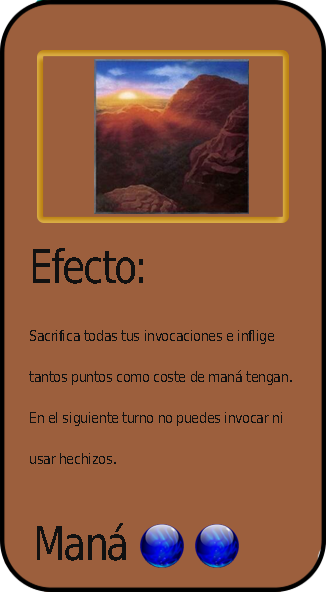 Efecto:
Sacrifica todas tus invocaciones e inflige
tantos puntos como coste de maná tengan.
En el siguiente turno no puedes invocar ni
usar hechizos.
Maná